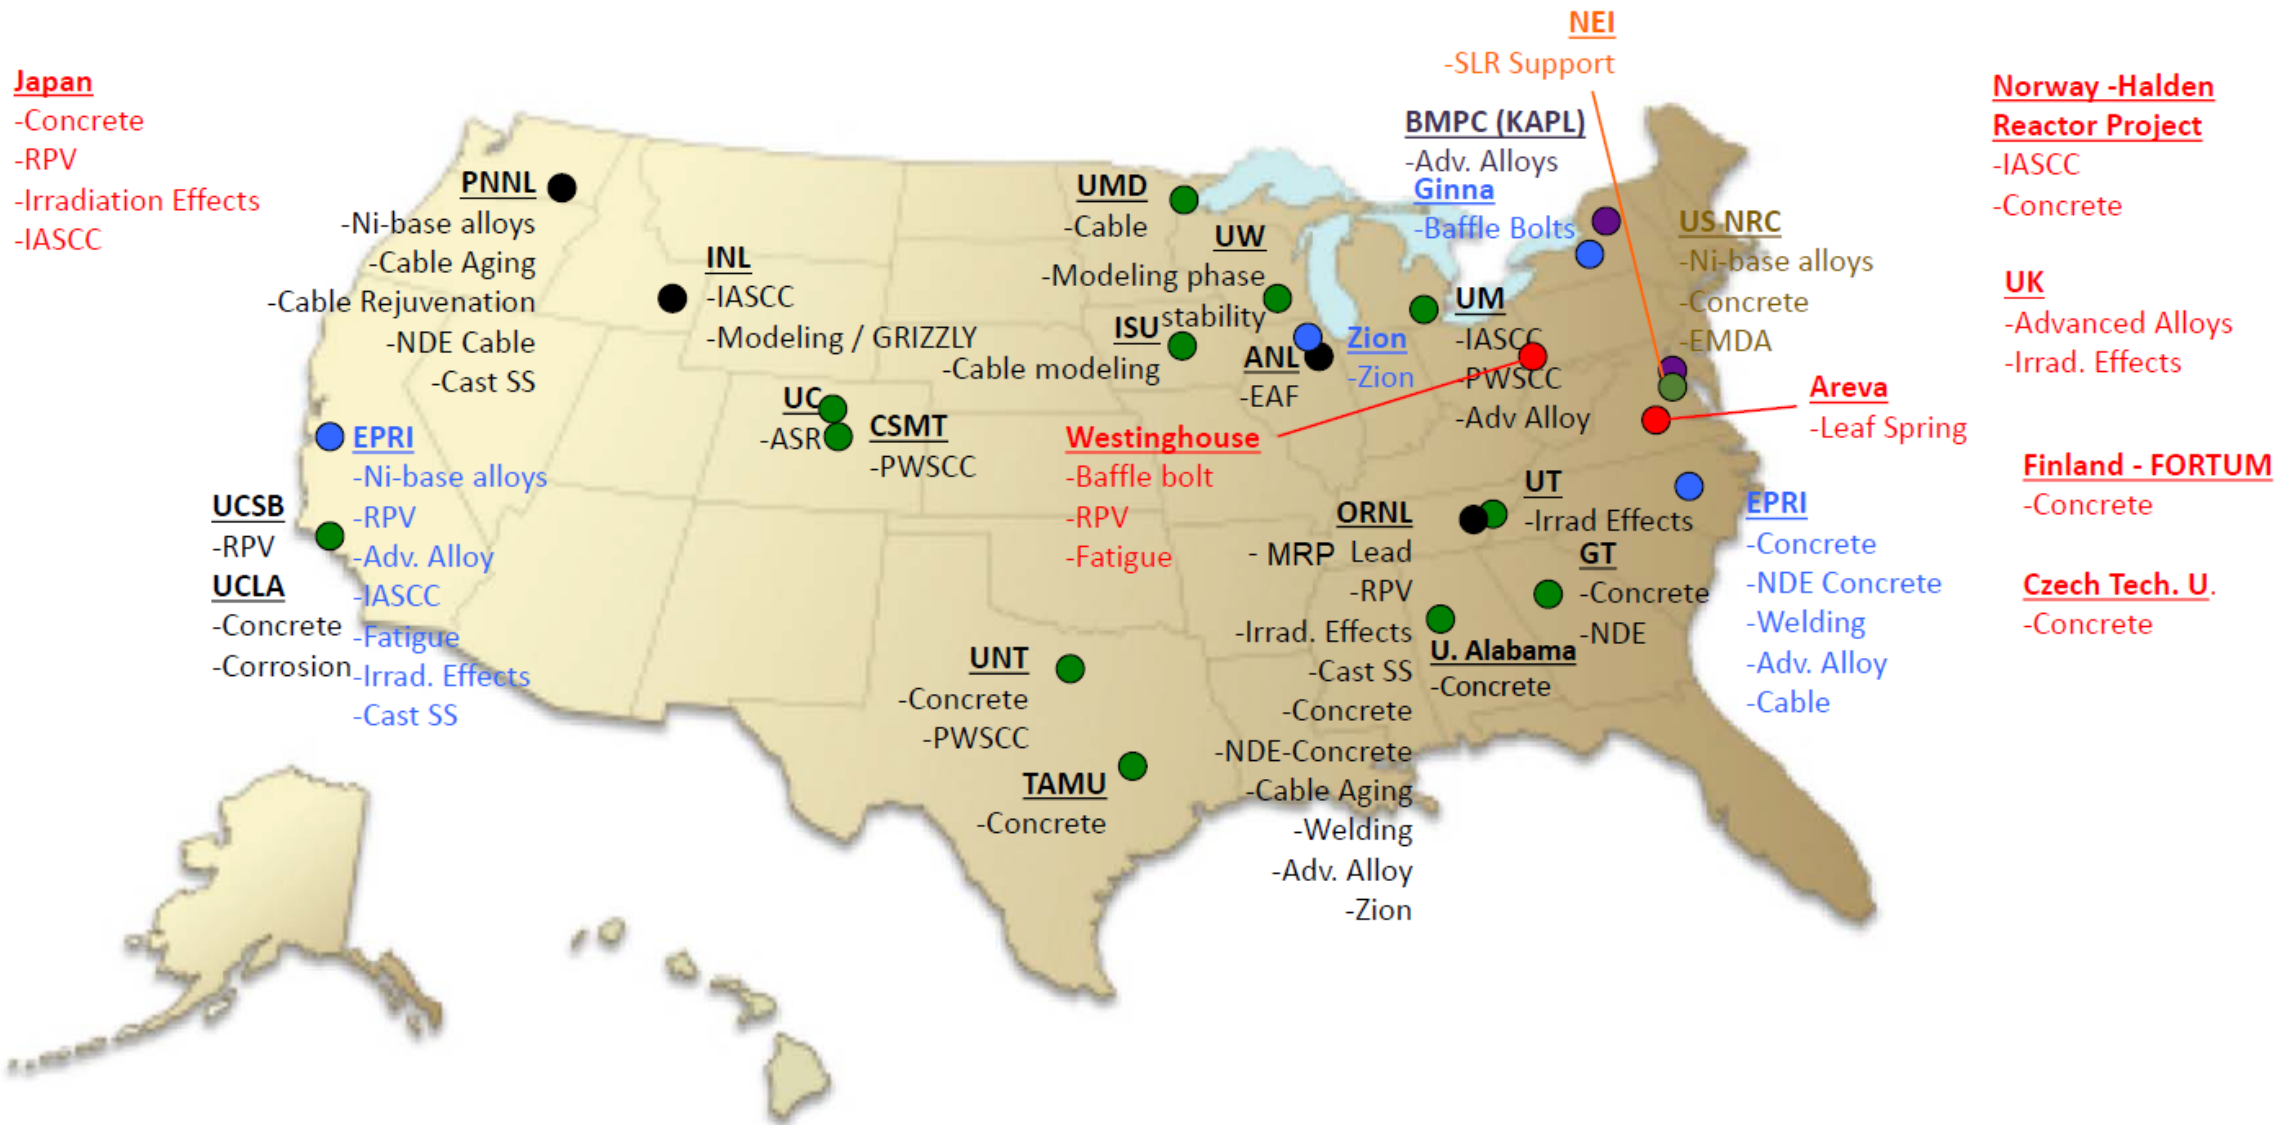 NEI
-SLR Support
Japan
-Concrete
-RPV
-Irradiation Effects
-IASCC
PNNL
-Ni-base alloys
-Cable Aging
-Cable Rejuvenation
-NDE Cable
-Cast SS
INL
-IASCC
-Modeling / GRIZZLY
UMD
-Cable
UW
-Modeling phase
stability
ISU
-Cable modeling
ANL
-EAF
Zion
-Zion
BMPC (KAPL)
-Adv. Alloys
Ginna
-Baffle Bolts
UM
-IASCC
-PWSCC
-Adv Alloy
US NRC
-Ni-base alloys
-Concrete
-EMDA
Norway -Halden
Reactor Project
-IASCC
-Concrete
UK
-Advanced Alloys
-Irrad. Effects
Areva
-Leaf Spring
Finland - FORTUM
-Concrete
Czech Tech. U.
-Concrete
EPRI
-Ni-base alloys
-RPV
-Adv. Alloy
-IASCC
-Fatigue
-Irrad. Effects
-Cast SS
UCSB
-RPV
UCLA
-Concrete
-Corrosion
UC
-ASR
CSMT
-PWSCC
Westinghouse
-Baffle bolt
-RPV
-Fatigue
ORNL
- MRP Lead
-RPV
-Irrad. Effects
-Cast SS
-Concrete
-NDE-Concrete
-Cable Aging
-Welding
-Adv. Alloy
-Zion
UT
-Irrad Effects
GT
-Concrete
-NDE
U. Alabama
-Concrete
EPRI
-Concrete
-NDE Concrete
-Welding
-Adv. Alloy
-Cable
UNT
-Concrete
-PWSCC
TAMU
-Concrete